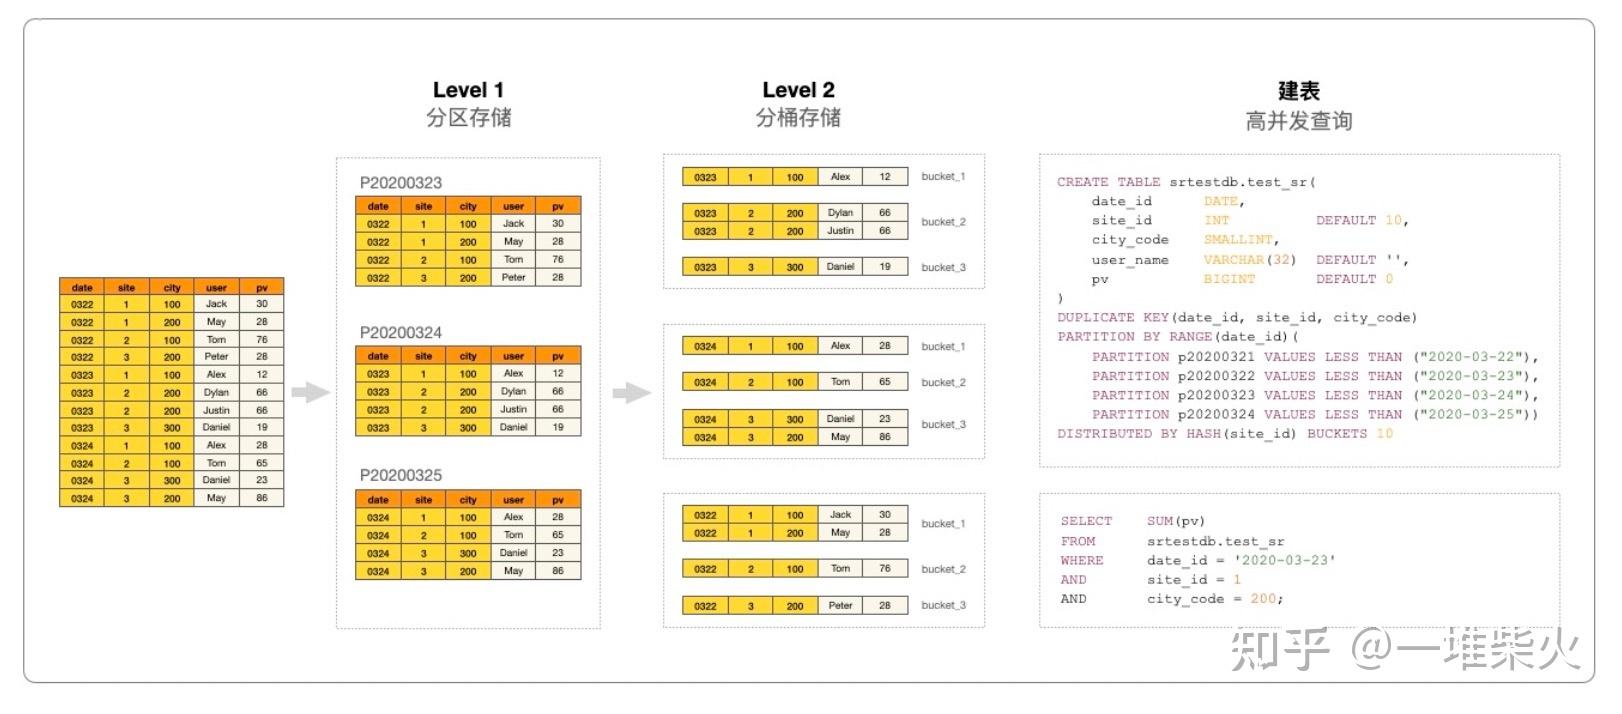 Level 1
分区存储
Level 2
分桶存储
建表
高并发查询
date site city user pv
0322 1 100 Jack 30
0322 1 200 May 28
0322 2 100 Tom 76
0322 3 200 Peter 28
0323 1 100 Alex 12
0323 2 200 Dylan 66
0323 2 200 Justin 66
0323 3 300 Daniel 19
0324 1 100 Alex 28
0324 2 100 Tom 65
0324 3 300 Daniel 23
0324 3 200 May 86
P20200323
date site city user pv
0322 1 100 Jack 30
0322 1 200 May 28
0322 2 100 Tom 76
0322 3 200 Peter 28
P20200324
date site city user pv
0323 1 100 Alex 12
0323 2 200 Dylan 66
0323 2 200 Justin 66
0323 3 300 Daniel 19
P20200325
date site city user pv
0324 1 100 Alex 28
0324 2 100 Tom 65
0324 3 300 Daniel 23
0324 3 200 May 86
0323 1 100 Alex 12 bucket_1
0323 2 200 Dylan 66
bucket_2
0323 2 200 Justin 66
0323 3 300 Daniel 19 bucket_3
0324 1 100 Alex 28 bucket_1
0324 2 100 Tom 65 bucket_2
0324 3 300 Daniel 23
bucket_3
0324 3 200 May 86
0322 1 100 Jack 30
bucket_1
0322 1 200 May 28
0322 2 100 Tom 76 bucket_2
0322 3 200 Peter 28 bucket_3
CREATE TABLE srtestdb.test_sr(
date_id DATE,
site_id INT DEFAULT 10,
city_code SMALLINT,
user_name VARCHAR(32) DEFAULT '',
pv BIGINT DEFAULT 0
)
DUPLICATE KEY(date_id, site_id, city_code)
PARTITION BY RANGE(date_id)(
PARTITION p20200321 VALUES LESS THAN ("2020-03-22"),
PARTITION p20200322 VALUES LESS THAN ("2020-03-23"),
PARTITION p20200323 VALUES LESS THAN ("2020-03-24"),
PARTITION p20200324 VALUES LESS THAN ("2020-03-25"))
DISTRIBUTED BY HASH(site_id) BUCKETS 10
SELECT SUM(pv)
FROM srtestdb.test_sr
WHERE date_id = '2020-03-23'
AND site_id = 1
AND city_code = 200;
知乎 @一堆柴火